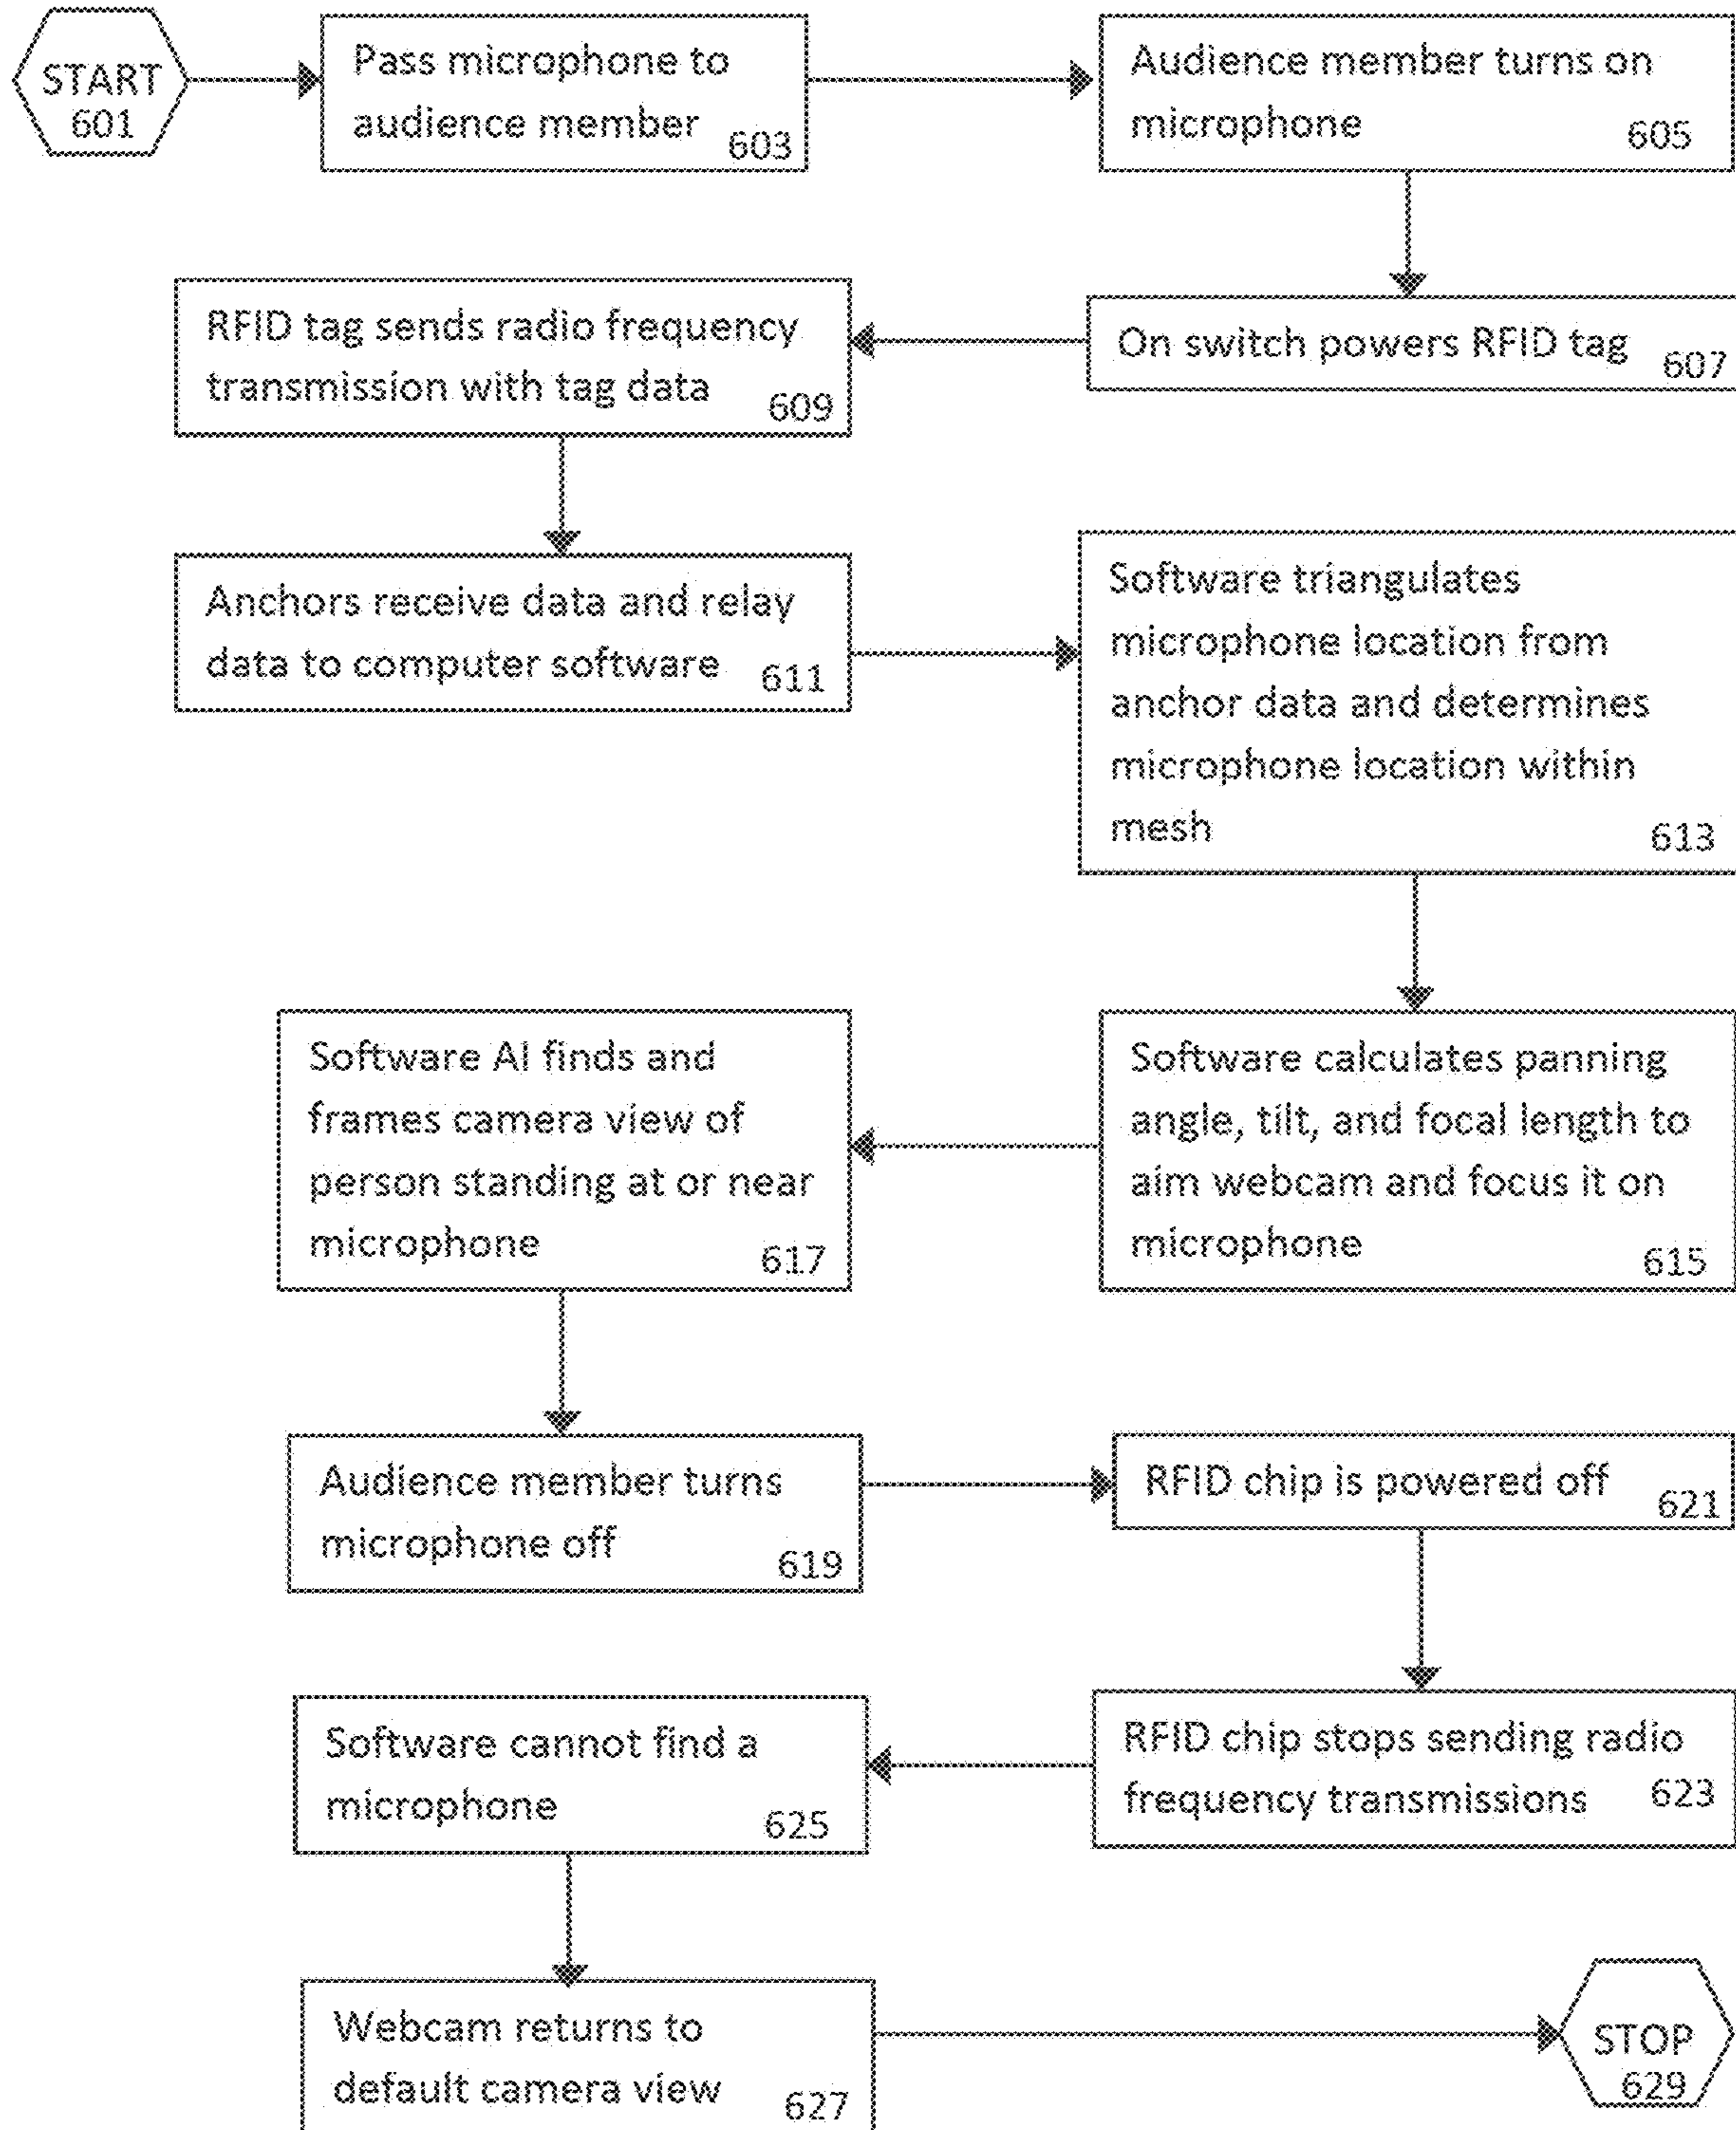 START
601
Pass microphone to
audience member
603
Audience member turns on
microphone
605
On switch powers RFID tag
607
RFID tag sends radio frequency
transmission with tag data
609
Anchors receive data and relay
data to computer software
611
Software triangulates
microphone location from
anchor data and determines
microphone location within
mesh
613
Software calculates panning
angle, tilt, and focal length to
aim webcam and focus it on
microphone
615
Software AI finds and
frames camera view of
person standing at or near
microphone
617
Audience member turns
microphone off
619
RFID chip is powered off
621
RFID chip stops sending radio
frequency transmissions
623
Software cannot find a
microphone
625
Webcam returns to
default camera view
627
STOP
629